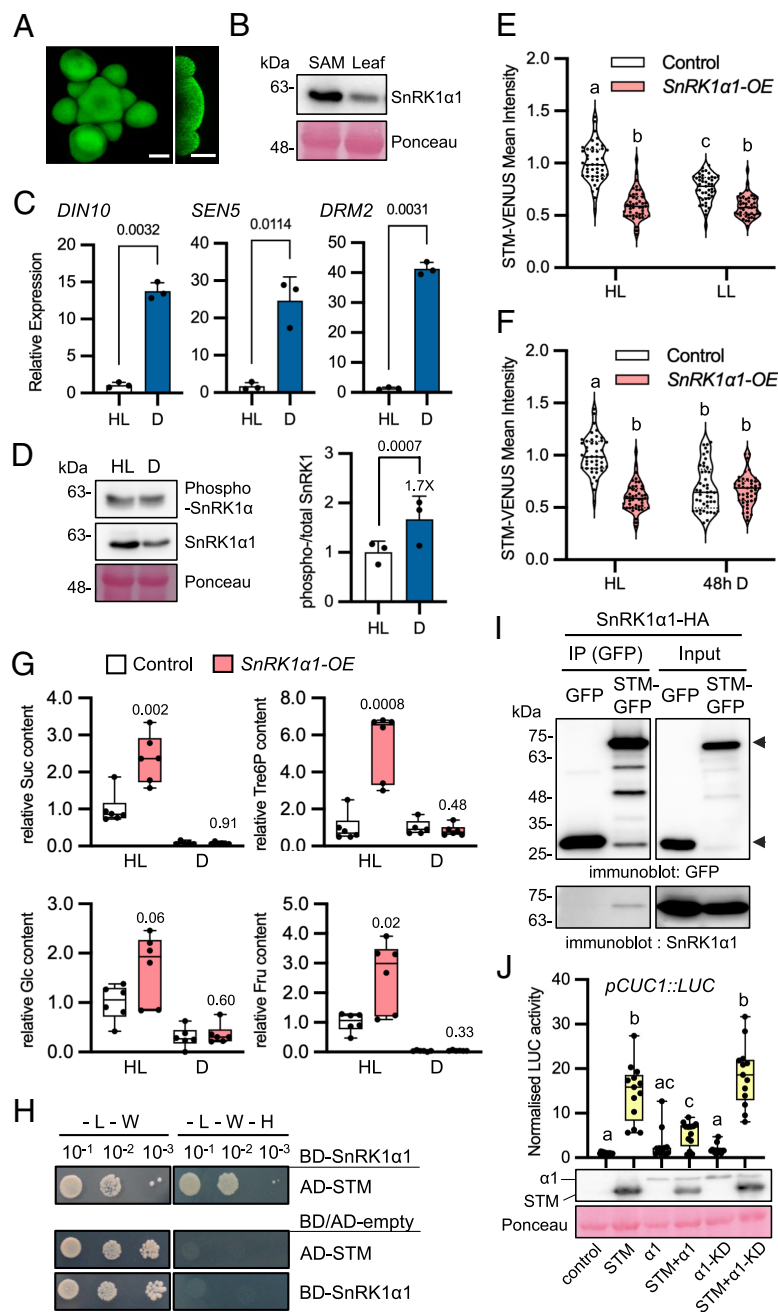 A
B
kDa SAM Leaf
63-
SnRK1α1
48-
Ponceau
C
DIN10 SEN5 DRM2
0.0032 0.0114 0.0031
Relative Expression
20 15 10 5 0
40 30 20 10 0
50 40 30 20 10 0
HL D HL D HL D
D
kDa HL D
63-
Phospho
-SnRK1α
63-
SnRK1α1
48-
Ponceau
phospho-/total SnRK1
3 2 1 0
0.0007
1.7X
HL D
E
Control
SnRK1α1-OE
STM-VENUS Mean Intensity
2.0 1.5 1.0 0.5 0.0
a b c b
HL LL
F
Control
SnRK1α1-OE
STM-VENUS Mean Intensity
2.0 1.5 1.0 0.5 0.0
a b b b
HL 48h D
G
Control SnRK1α1-OE
relative Suc content
4.0 3.0 2.0 1.0 0.0
0.002 0.91
HL D
relative Tre6P content
8.0 6.0 4.0 2.0 0.0
0.0008 0.48
HL D
relative Glc content
3.0 2.0 1.0 0.0
0.06 0.60
HL D
relative Fru content
5.0 4.0 3.0 2.0 1.0 0.0
0.02 0.33
HL D
H
- L - W - L - W - H
10-1 10-2 10-3 10-1 10-2 10-3
BD-SnRK1α1
AD-STM
BD/AD-empty
AD-STM
BD-SnRK1α1
I
SnRK1α1-HA
IP (GFP) Input
GFP STM-GFP GFP STM-GFP
kDa
75-
63-
48-
35-
25-
immunoblot: GFP
75-
63-
immunoblot : SnRK1α1
J
pCUC1::LUC
Normalised LUC activity
40 30 20 10 0
a b ac c a b
α1
STM
Ponceau
control STM α1 STM+α1 α1-KD STM+α1-KD